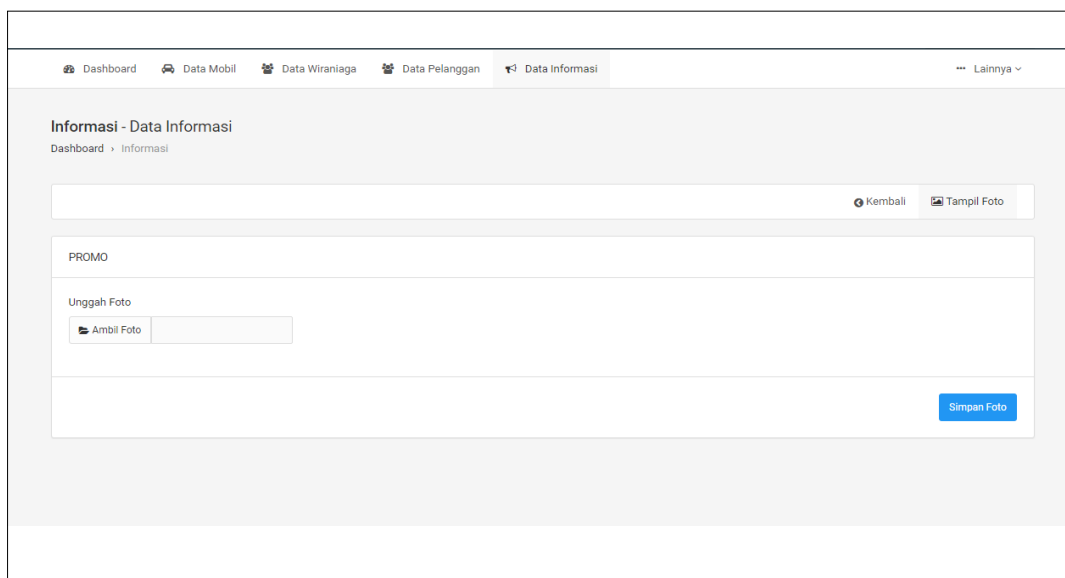 Dashboard Data Mobil Data Wiraniaga Data Pelanggan Data Informasi ··· Lainnya
Informasi - Data Informasi
Dashboard › Informasi
Kembali Tampil Foto
PROMO
Unggah Foto
Ambil Foto
Simpan Foto